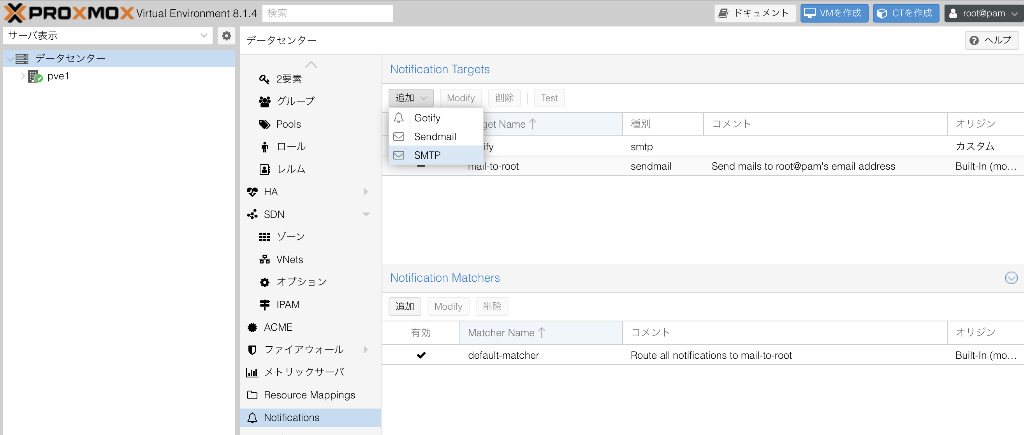 PROXMOX Virtual Environment 8.1.4 検索 ドキュメント VMを作成 CTを作成 root@pam
サーバ表示
データセンター
pve1
データセンター ヘルプ
2要素
グループ
Pools
ロール
レルム
HA
SDN
ゾーン
VNets
オプション
IPAM
ACME
ファイアウォール
メトリックサーバ
Resource Mappings
Notifications
Notification Targets
追加 Modify 削除 Test
Gotify
Sendmail
SMTP
get Name 種別 コメント オリジン
smtp カスタム
mail-to-root sendmail Send mails to root@pam's email address Built-In (mo...
Notification Matchers
追加 Modify 削除
有効 Matcher Name コメント オリジン
default-matcher Route all notifications to mail-to-root Built-In (mo...